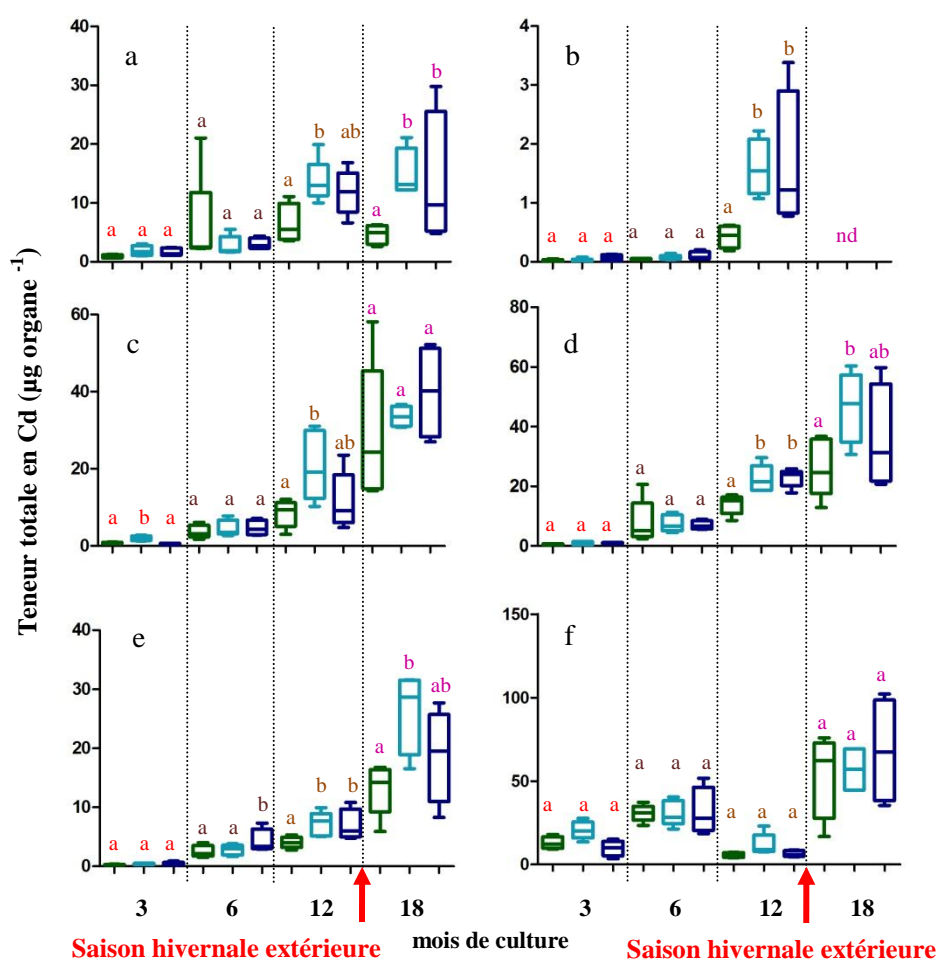 Teneur totale en Cd (µg organe -1)
40 a b
30 a b ab b
20 a a
10 a a a a a
0
4 b b
3 b
2 a
1 a a a a a a nd
0
c a a
60 a
40 b ab
20 a b a a a a a
0
80 d b ab
60 a
40 b b
20 a a a a
0 a a a
40 e b ab
30 a
20 b b b
10 a a a
0 a a a
150 f a
100 a a
50 a a a a a a a a a
0
3 6 12 18 3 6 12 18
Saison hivernale extérieure mois de culture Saison hivernale extérieure